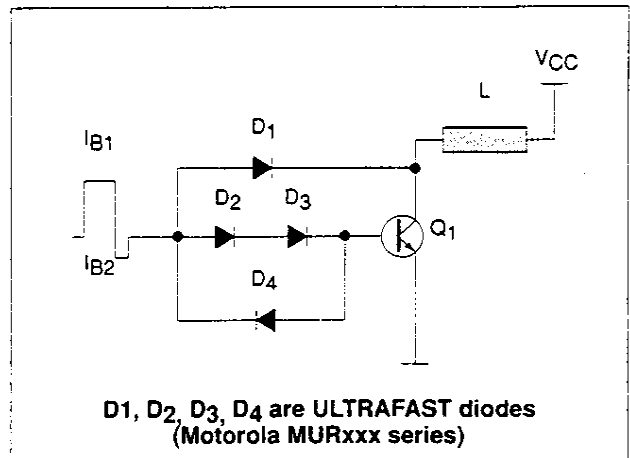 VCC
L
D1
IB1
D2
D3
Q1
IB2
D4
D1, D2, D3, D4 are ULTRAFAST diodes
(Motorola MURxxx series)